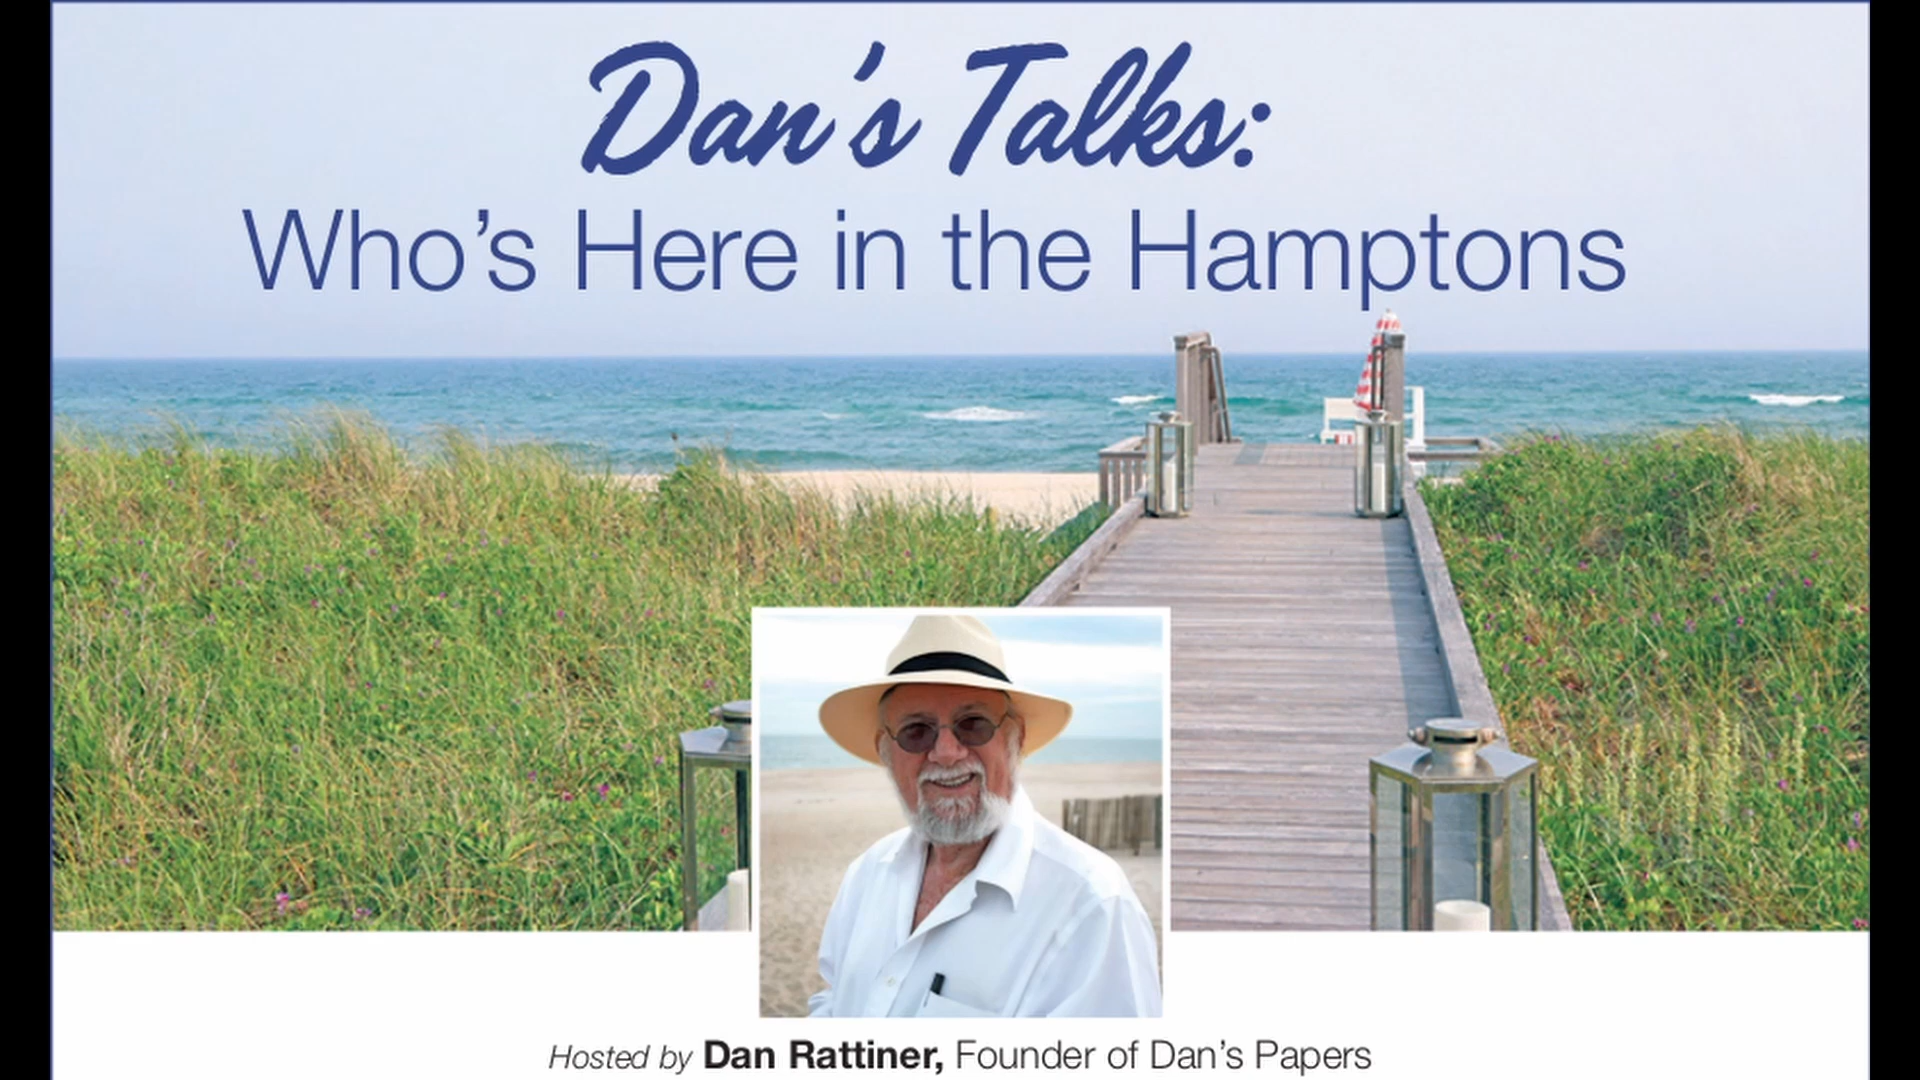 Dan's Talks:
Who's Here in the Hamptons
Hosted by Dan Rattiner, Founder of Dan's Papers